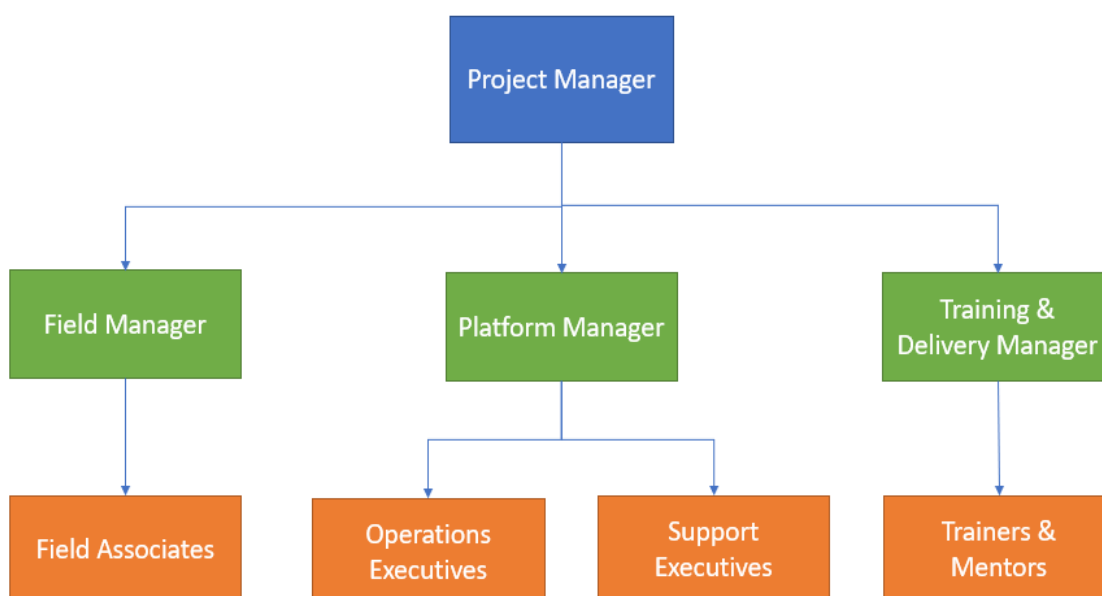 Project Manager
Field Manager
Platform Manager
Training &
Delivery Manager
Field Associates
Operations
Executives
Support
Executives
Trainers &
Mentors